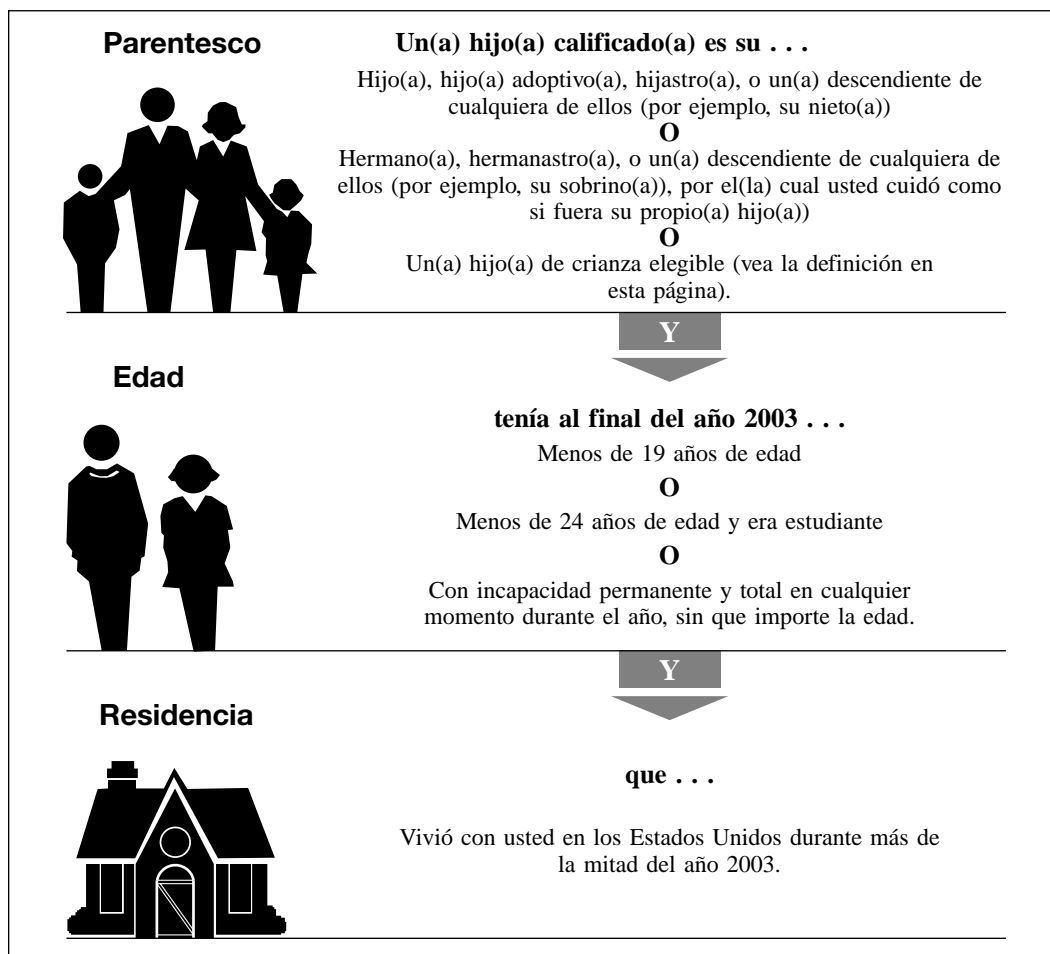 Parentesco
Un(a) hijo(a) calificado(a) es su . . .
Hijo(a), hijo(a) adoptivo(a), hijastro(a), o un(a) descendiente de
cualquiera de ellos (por ejemplo, su nieto(a))
O
Hermano(a), hermanastro(a), o un(a) descendiente de cualquiera de
ellos (por ejemplo, su sobrino(a)), por el(la) cual usted cuidó como
si fuera su propio(a) hijo(a))
O
Un(a) hijo(a) de crianza elegible (vea la definición en
esta página).
Y
Edad
tenía al final del año 2003 . . .
Menos de 19 años de edad
O
Menos de 24 años de edad y era estudiante
O
Con incapacidad permanente y total en cualquier
momento durante el año, sin que importe la edad.
Y
Residencia
que . . .
Vivió con usted en los Estados Unidos durante más de
la mitad del año 2003.